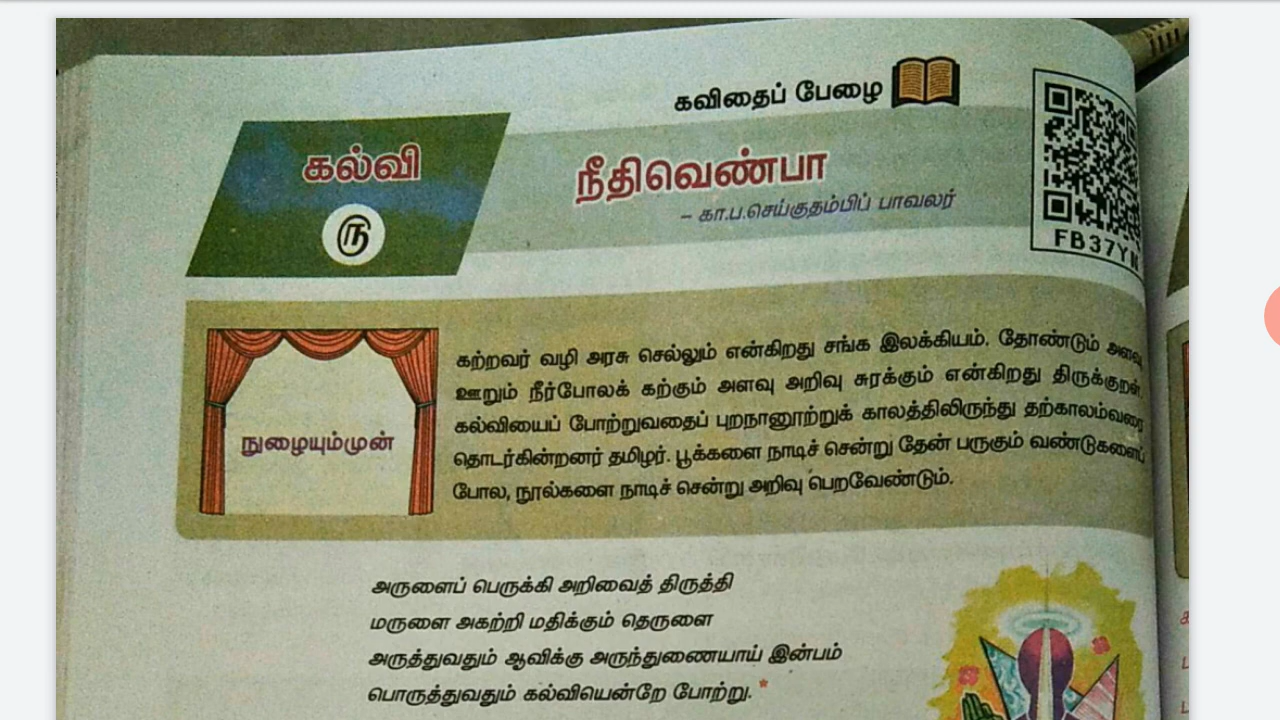 கவிதைப் பேழை
கல்வி
நீதிவெண்பா
௫
– கா.ப.செய்குதம்பிப் பாவலர்
FB37Y
கற்றவர் வழி அரசு செல்லும் என்கிறது சங்க இலக்கியம். தோண்டும் அளவு
ஊறும் நீர்போலக் கற்கும் அளவு அறிவு சுரக்கும் என்கிறது திருக்குறள்.
கல்வியைப் போற்றுவதைப் புறநானூற்றுக் காலத்திலிருந்து தற்காலம்வரை
தொடர்கின்றனர் தமிழர். பூக்களை நாடிச் சென்று தேன் பருகும் வண்டுகளைப்
போல, நூல்களை நாடிச் சென்று அறிவு பெறவேண்டும்.
நுழையும்முன்
அருளைப் பெருக்கி அறிவைத் திருத்தி
மருளை அகற்றி மதிக்கும் தெருளை
அருத்துவதும் ஆவிக்கு அருந்துணையாய் இன்பம்
பொருத்துவதும் கல்வியென்றே போற்று. *